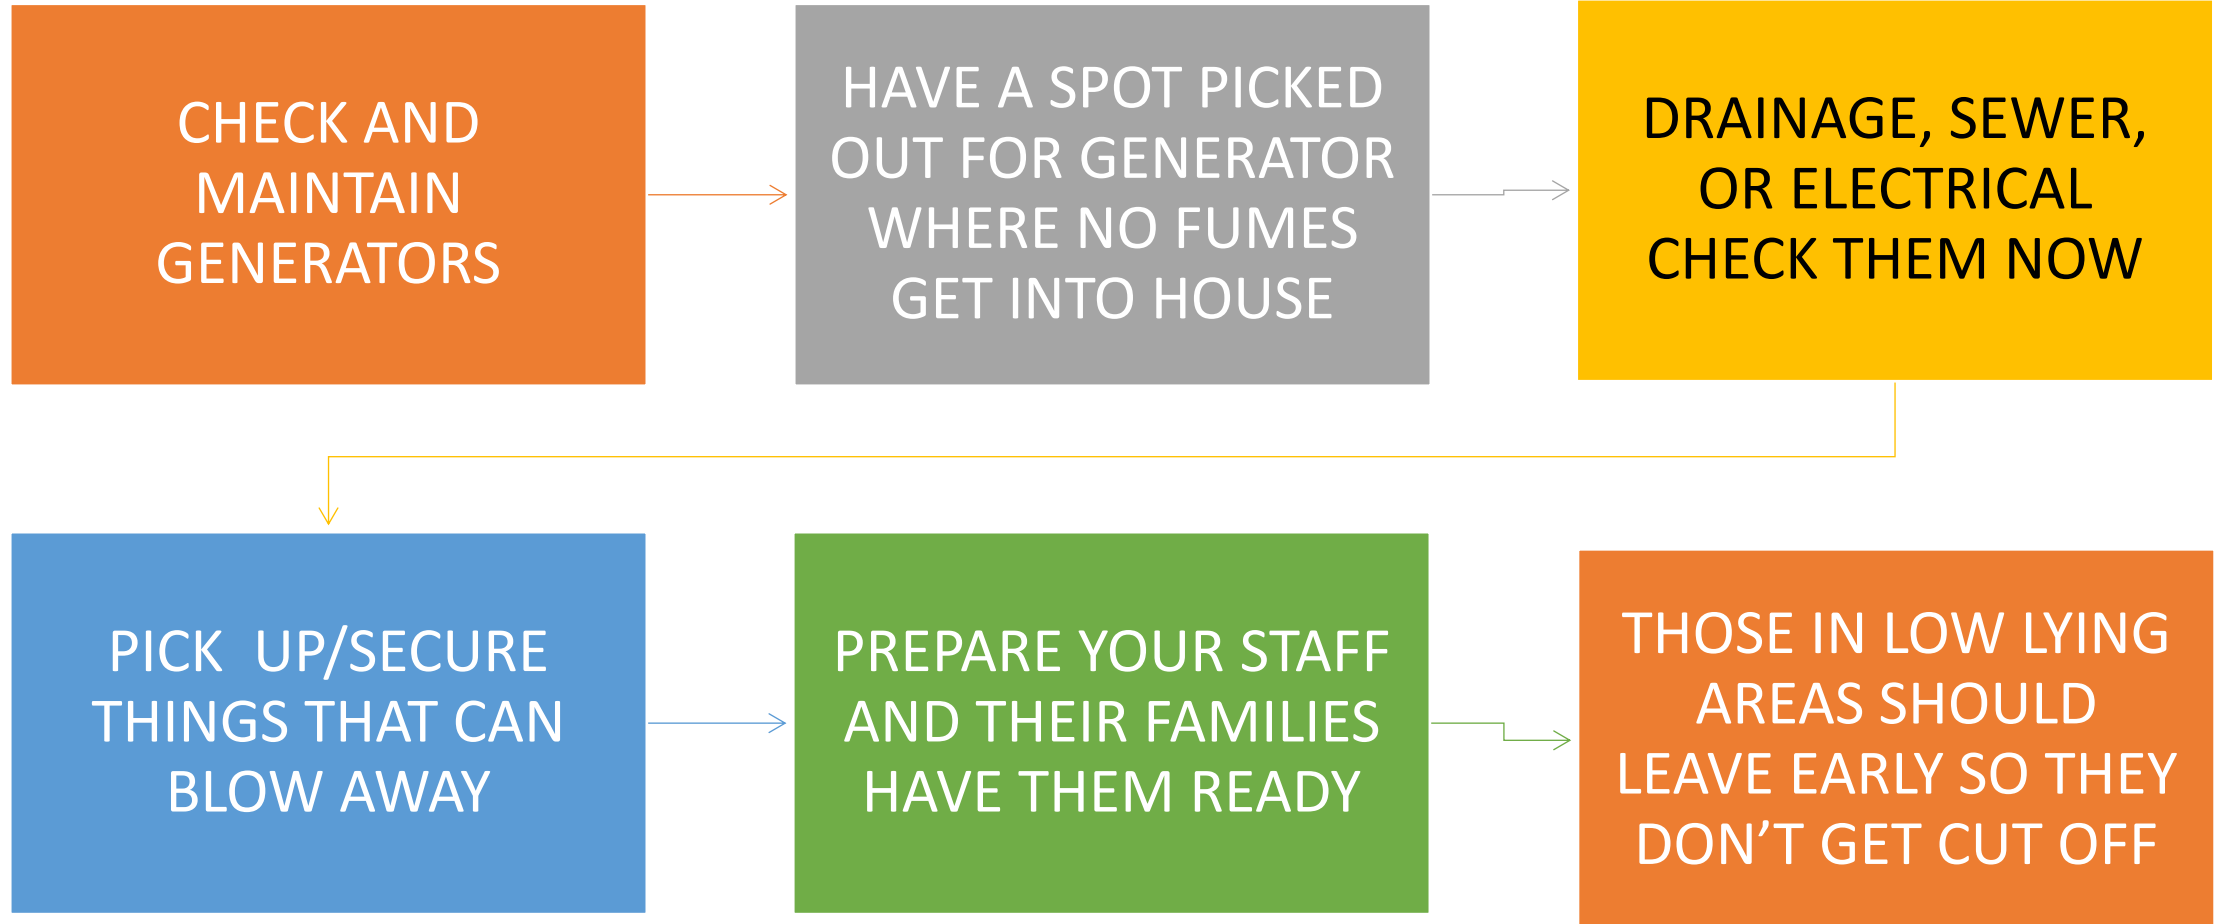 CHECK AND
MAINTAIN
GENERATORS
HAVE A SPOT PICKED
OUT FOR GENERATOR
WHERE NO FUMES
GET INTO HOUSE
DRAINAGE, SEWER,
OR ELECTRICAL
CHECK THEM NOW
PICK  UP/SECURE
THINGS THAT CAN
BLOW AWAY
PREPARE YOUR STAFF
AND THEIR FAMILIES
HAVE THEM READY
THOSE IN LOW LYING
AREAS SHOULD
LEAVE EARLY SO THEY
DON’T GET CUT OFF